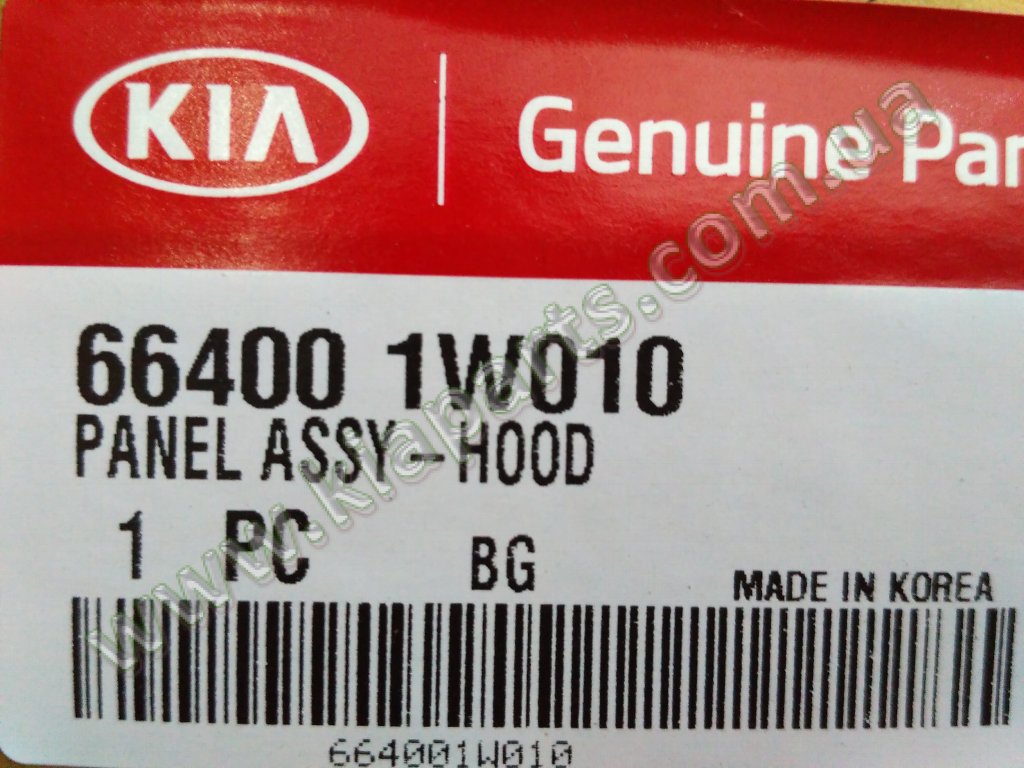 KIA
Genuine Par
66400 1W010
PANEL ASSY-HOOD
1 PC BG
MADE IN KOREA
664001W010
www.kiaparts.com.ua